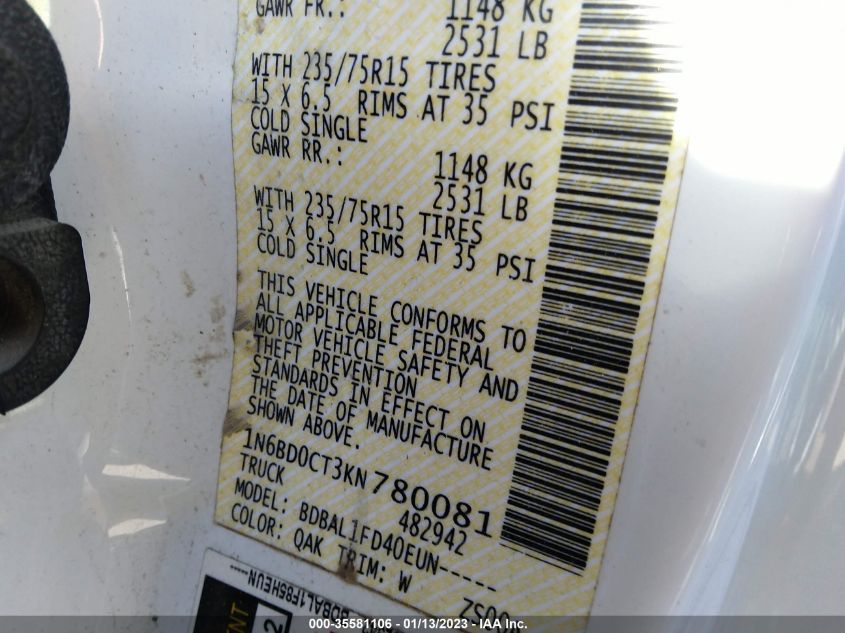 GAWR FR.: 1148 KG
2531 LB
WITH 235/75R15 TIRES
15 X 6.5 RIMS AT 35 PSI
COLD SINGLE
GAWR RR.: 1148 KG
2531 LB
WITH 235/75R15 TIRES
15 X 6.5 RIMS AT 35 PSI
COLD SINGLE
THIS VEHICLE CONFORMS TO
ALL APPLICABLE FEDERAL
MOTOR VEHICLE SAFETY AND
THEFT PREVENTION
STANDARDS IN EFFECT ON
THE DATE OF MANUFACTURE
SHOWN ABOVE.
1N6BD0CT3KN780081
TRUCK 482942
MODEL: BDBAL1FD40EUN-----
COLOR: QAK TRIM: W
BDBAL1F85HEUN-----
000-35581106 - 01/13/2023 - IAAI.com